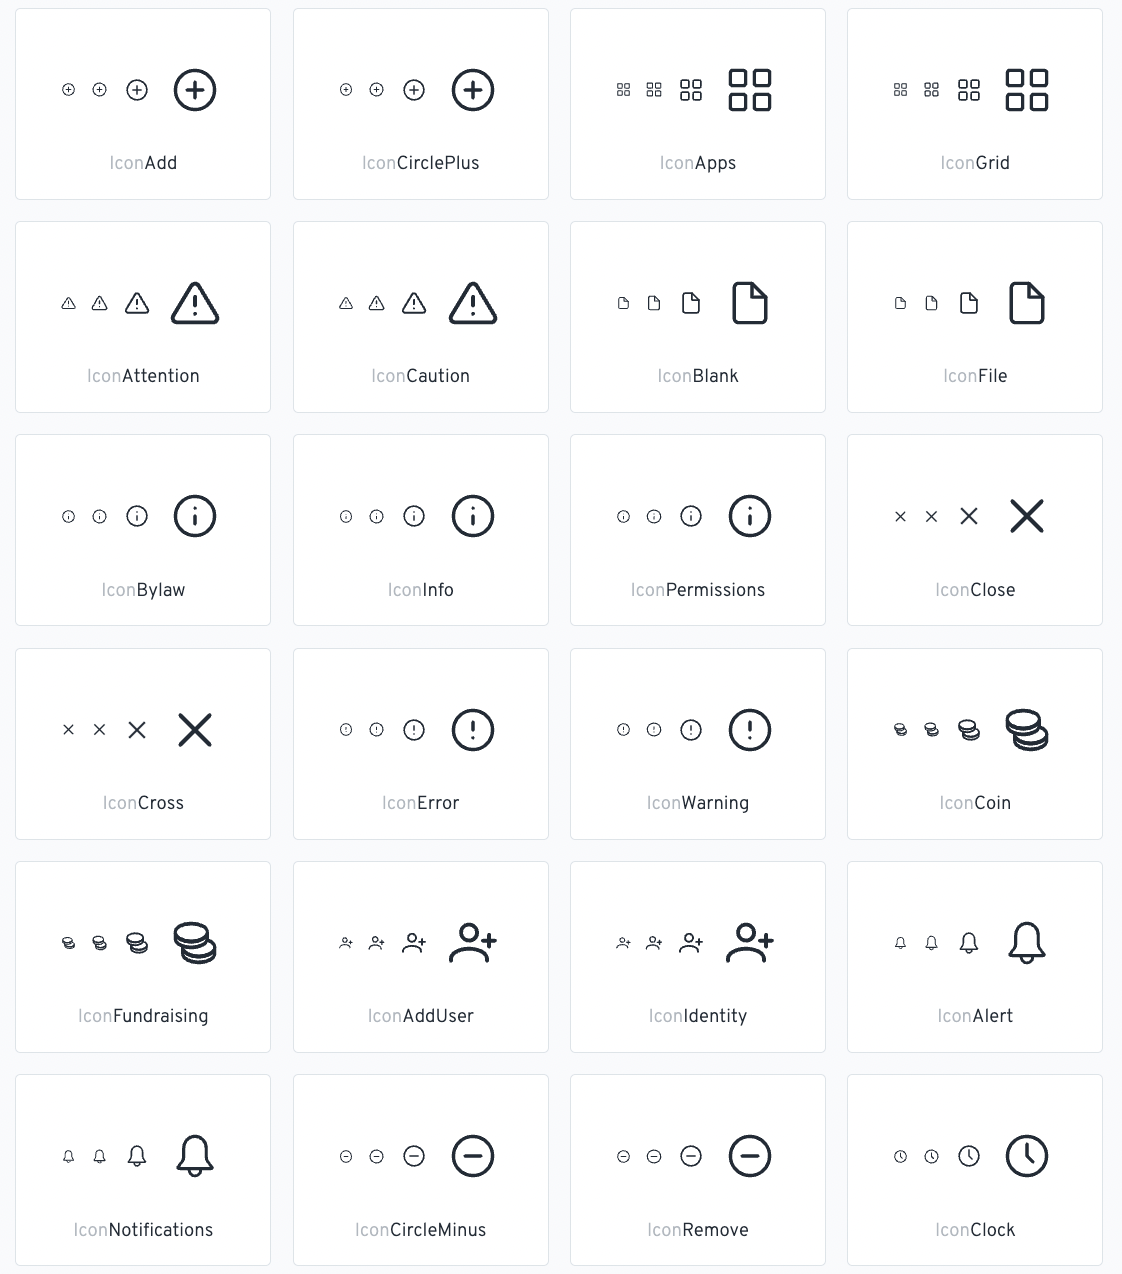 IconAdd
IconCirclePlus
IconApps
IconGrid
IconAttention
IconCaution
IconBlank
IconFile
IconBylaw
IconInfo
IconPermissions
IconClose
IconCross
IconError
IconWarning
IconCoin
IconFundraising
IconAddUser
IconIdentity
IconAlert
IconNotifications
IconCircleMinus
IconRemove
IconClock